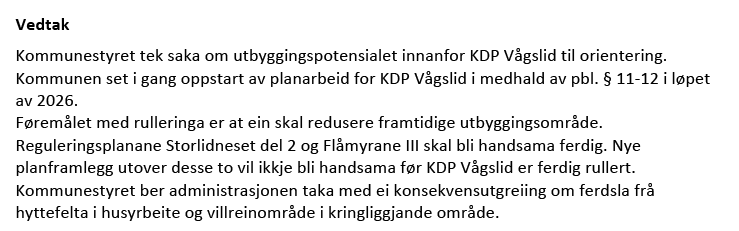 Vedtak
Kommunestyret tek saka om utbyggingspotensialet innanfor KDP Vågslid til orientering.
Kommunen set i gang oppstart av planarbeid for KDP Vågslid i medhald av pbl. § 11-12 i løpet
av 2026.
Føremålet med rulleringa er at ein skal redusere framtidige utbyggingsområde.
Reguleringsplanane Storlidneset del 2 og Flåmyrane III skal bli handsama ferdig. Nye
planframlegg utover desse to vil ikkje bli handsama før KDP Vågslid er ferdig rullert.
Kommunestyret ber administrasjonen taka med ei konsekvensutgreiing om ferdsla frå
hyttefelta i husyrbeite og villreinområde i kringliggjande område.